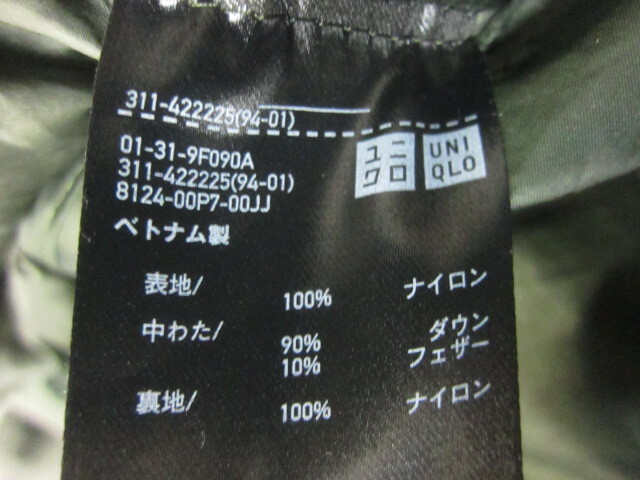 311-422225(94-01)
01-31-9F090A
311-422225(94-01)
8124-00P7-00JJ
ユニ
クロ
UNI
QLO
ベトナム製
表地/ 100% ナイロン
中わた/ 90% ダウン
10% フェザー
裏地/ 100% ナイロン